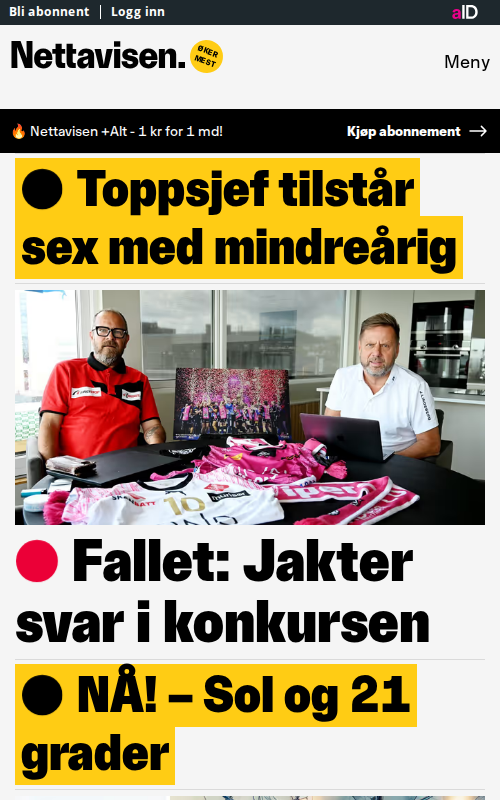 Bli abonnent
Logg inn
aID
Nettavisen.
ØKER
MEST
Meny
Nettavisen +Alt - 1 kr for 1 md!
Kjøp abonnement
Toppsjef tilstår
sex med mindreårig
10
Fallet: Jakter
svar i konkursen
NÅ! – Sol og 21
grader